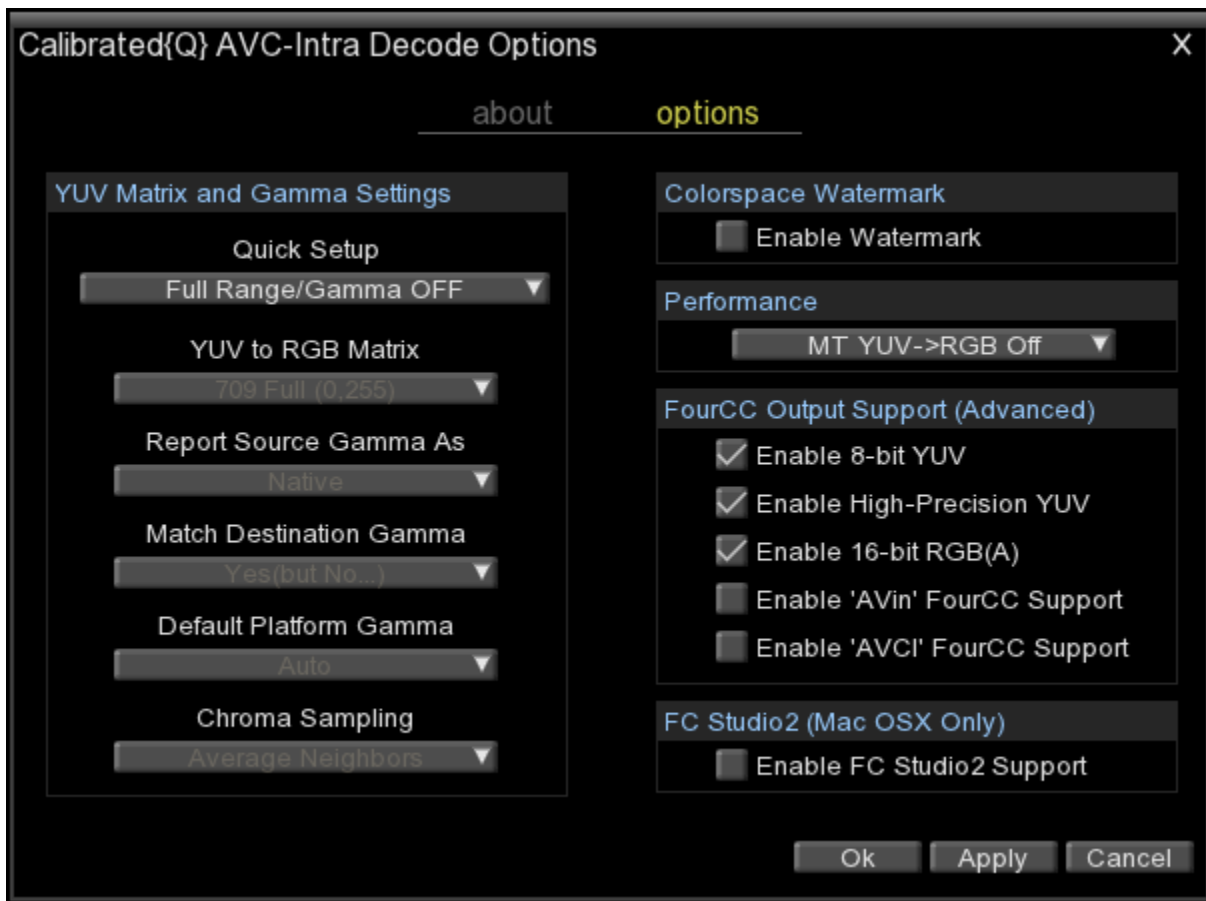 Calibrated{Q} AVC-Intra Decode Options
X
about
options
YUV Matrix and Gamma Settings
Quick Setup
Full Range/Gamma OFF
YUV to RGB Matrix
709 Full (0,255)
Report Source Gamma As
Native
Match Destination Gamma
Yes(but No...)
Default Platform Gamma
Auto
Chroma Sampling
Average Neighbors
Colorspace Watermark
Enable Watermark
Performance
MT YUV->RGB Off
FourCC Output Support (Advanced)
Enable 8-bit YUV
Enable High-Precision YUV
Enable 16-bit RGB(A)
Enable 'AVin' FourCC Support
Enable 'AVCI' FourCC Support
FC Studio2 (Mac OSX Only)
Enable FC Studio2 Support
Ok
Apply
Cancel